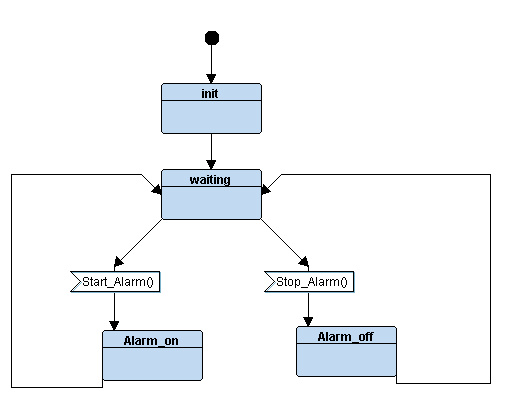 init
waiting
Start_Alarm()
Stop_Alarm()
Alarm_on
Alarm_off